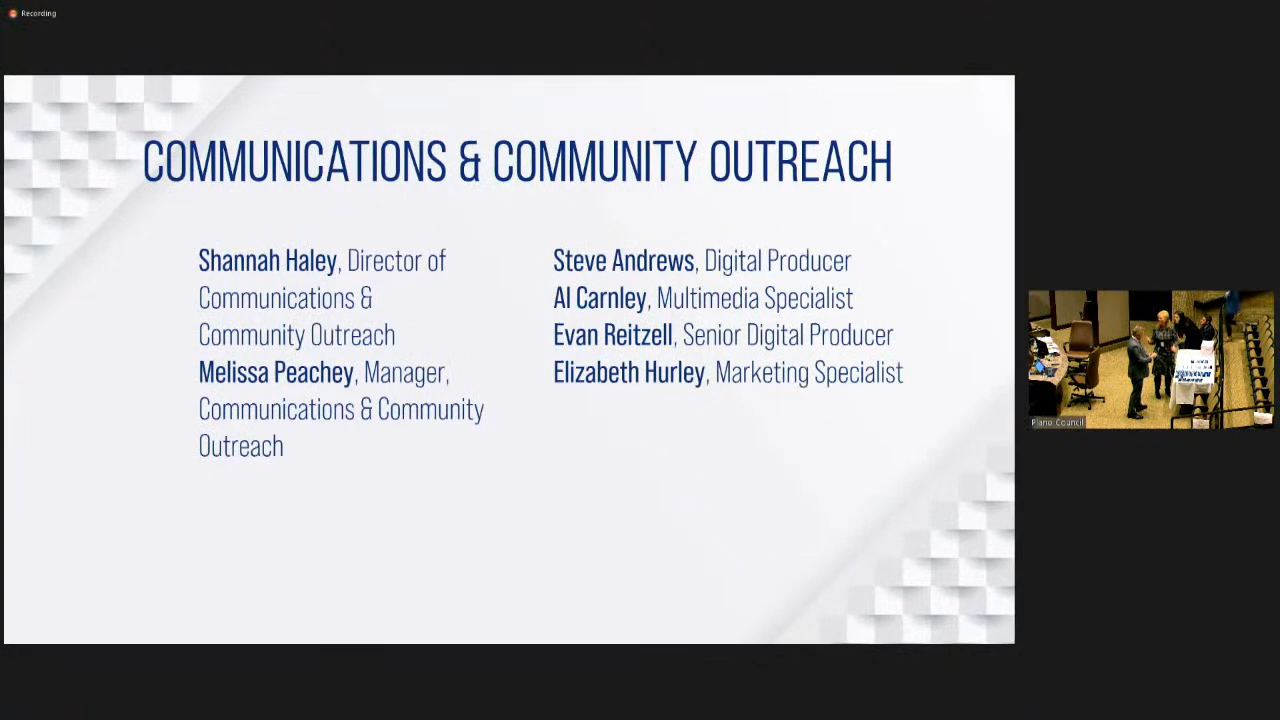 Recording
COMMUNICATIONS & COMMUNITY OUTREACH
Shannah Haley, Director of
Communications &
Community Outreach
Melissa Peachey, Manager,
Communications & Community
Outreach
Steve Andrews, Digital Producer
Al Carnley, Multimedia Specialist
Evan Reitzell, Senior Digital Producer
Elizabeth Hurley, Marketing Specialist
Plano Council